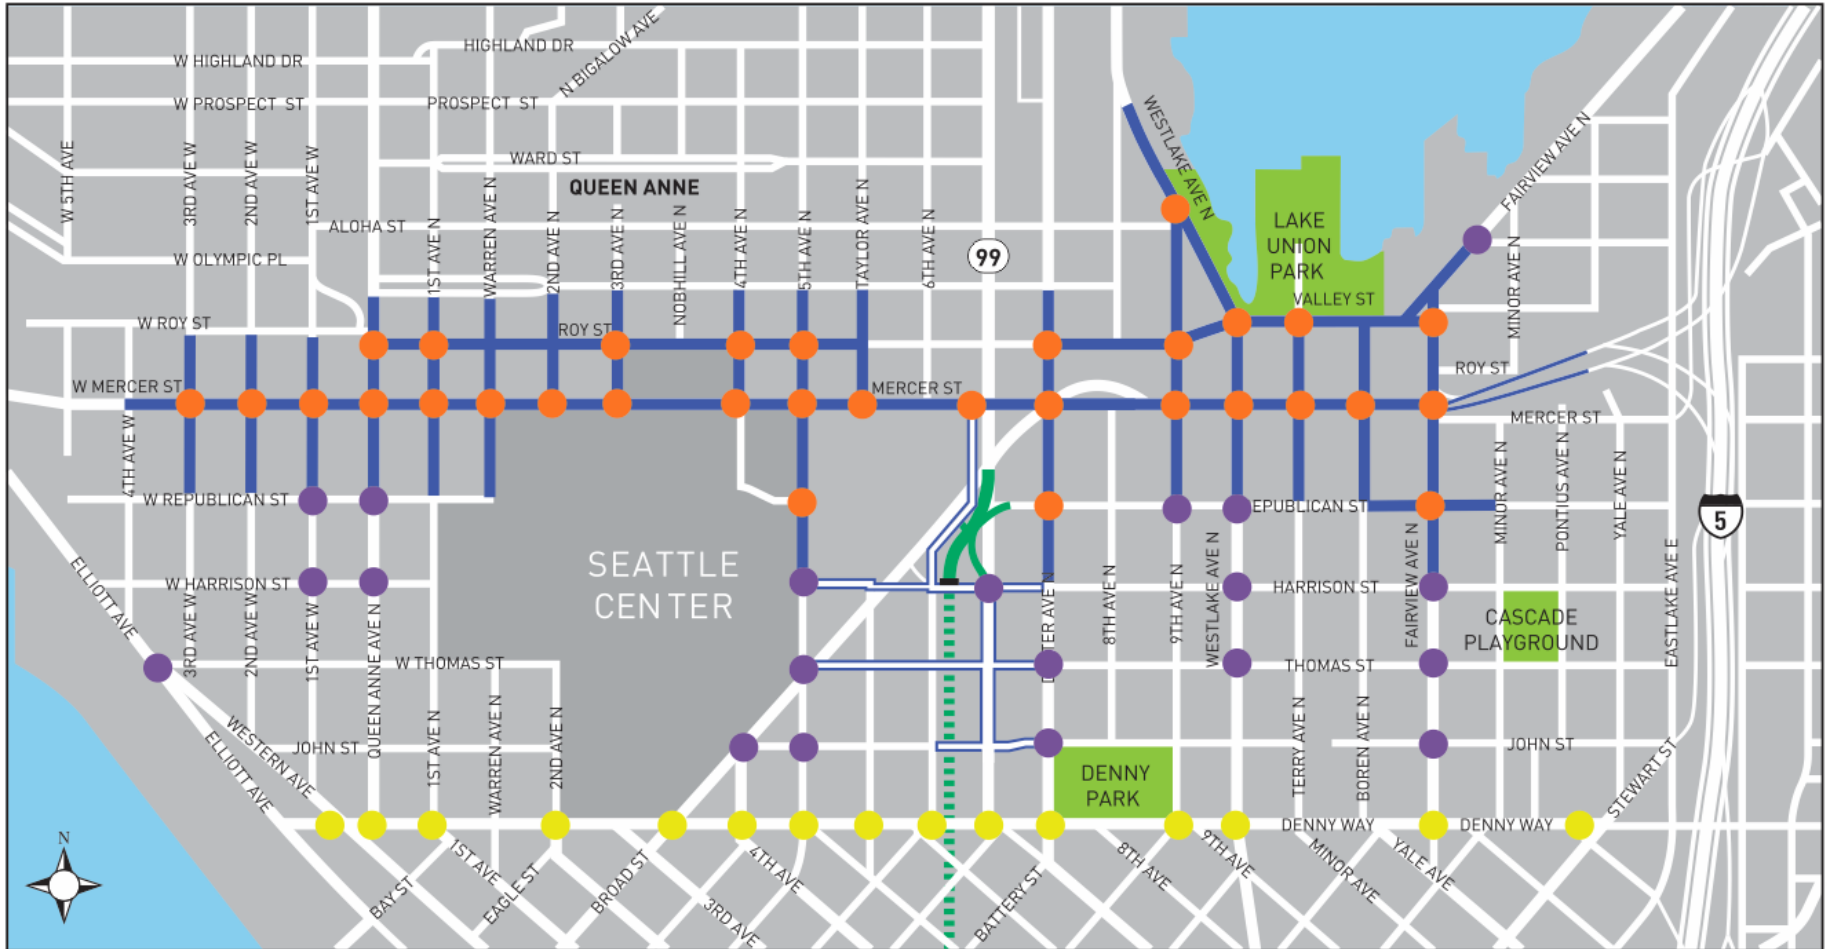 HIGHLAND DR
W HIGHLAND DR
N BIGALOW AVE
W PROSPECT ST
PROSPECT ST
WESTLAKE AVE N
FAIRVIEW AVE N
W 5TH AVE
3RD AVE W
2ND AVE W
1ST AVE W
WARD ST
QUEEN ANNE
ALOHA ST
1ST AVE N
WARREN AVE N
2ND AVE N
3RD AVE N
NOBHILL AVE N
4TH AVE N
5TH AVE N
TAYLOR AVE N
6TH AVE N
99
LAKE
UNION
PARK
MINOR AVE N
W OLYMPIC PL
VALLEY ST
W ROY ST
ROY ST
ROY ST
W MERCER ST
MERCER ST
MERCER ST
4TH AVE W
W REPUBLICAN ST
EPUBLICAN ST
MINOR AVE N
PONTIUS AVE N
YALE AVE N
5
SEATTLE
CENTER
ELLIOTT AVE
W HARRISON ST
HARRISON ST
3RD AVE W
2ND AVE W
1ST AVE W
QUEEN ANNE AVE N
TER AVE N
8TH AVE N
9TH AVE N
WESTLAKE AVE N
FAIRVIEW AVE N
CASCADE
PLAYGROUND
EASTLAKE AVE E
W THOMAS ST
THOMAS ST
WESTERN AVE
ELLIOTT AVE
JOHN ST
1ST AVE N
WARREN AVE N
2ND AVE N
TERRY AVE N
BOREN AVE N
JOHN ST
STEWART ST
DENNY
PARK
DENNY WAY
DENNY WAY
N
BAY ST
1ST AVE
EAGLE ST
BROAD ST
3RD AVE
4TH AVE
BATTERY ST
8TH AVE
9TH AVE
MINOR AVE
YALE AVE